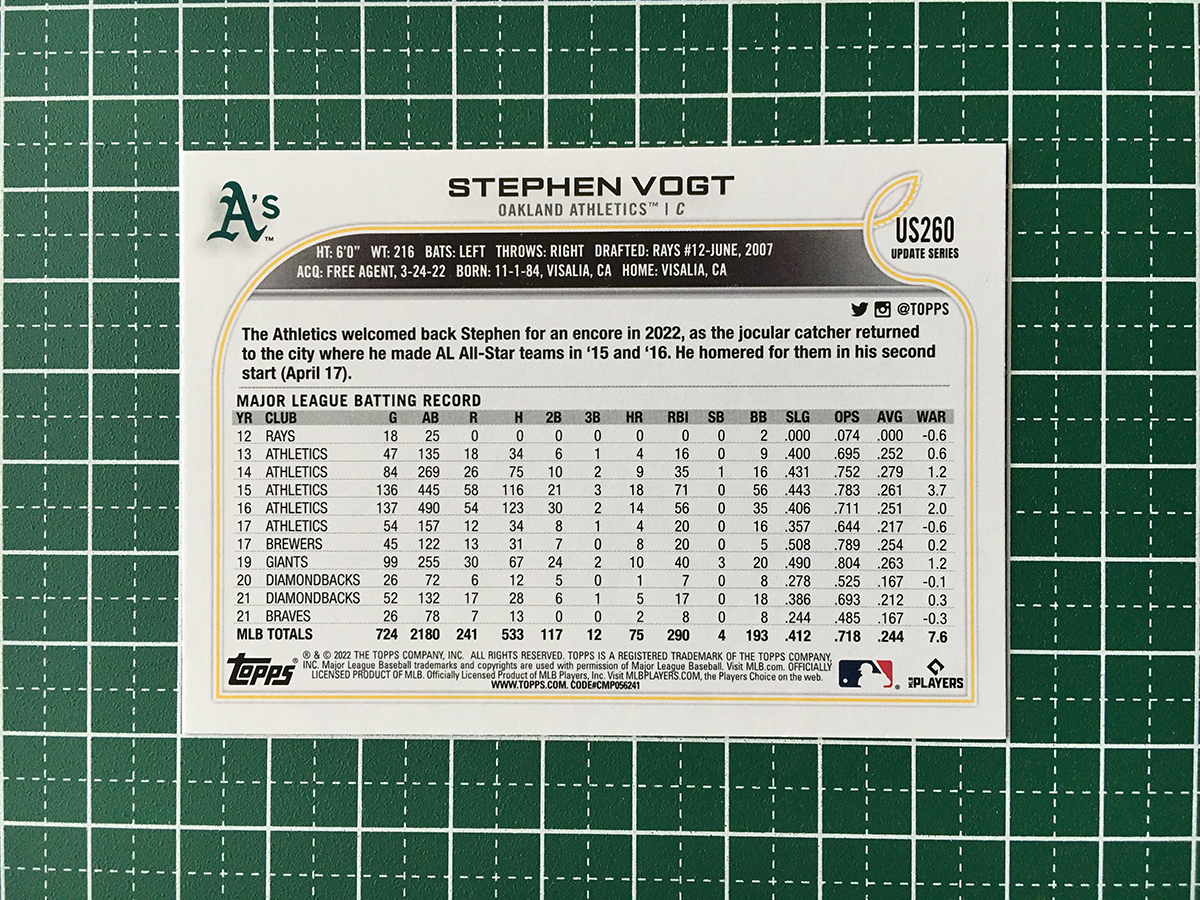 A's™
STEPHEN VOGT
OAKLAND ATHLETICS™ | C
US260
UPDATE SERIES
HT: 6'0" WT: 216 BATS: LEFT THROWS: RIGHT DRAFTED: RAYS #12-JUNE, 2007
ACQ: FREE AGENT, 3-24-22 BORN: 11-1-84, VISALIA, CA HOME: VISALIA, CA
@TOPPS
The Athletics welcomed back Stephen for an encore in 2022, as the jocular catcher returned
to the city where he made AL All-Star teams in '15 and '16. He homered for them in his second
start (April 17).
MAJOR LEAGUE BATTING RECORD
YR CLUB G AB R H 2B 3B HR RBI SB BB SLG OPS AVG WAR
12 RAYS 18 25 0 0 0 0 0 0 0 2 .000 .074 .000 -0.6
13 ATHLETICS 47 135 18 34 6 1 4 16 0 9 .400 .695 .252 0.6
14 ATHLETICS 84 269 26 75 10 2 9 35 1 16 .431 .752 .279 1.2
15 ATHLETICS 136 445 58 116 21 3 18 71 0 56 .443 .783 .261 3.7
16 ATHLETICS 137 490 54 123 30 2 14 56 0 35 .406 .711 .251 2.0
17 ATHLETICS 54 157 12 34 8 1 4 20 0 16 .357 .644 .217 -0.6
17 BREWERS 45 122 13 31 7 0 8 20 0 5 .508 .789 .254 0.2
19 GIANTS 99 255 30 67 24 2 10 40 3 20 .490 .804 .263 1.2
20 DIAMONDBACKS 26 72 6 12 5 0 1 7 0 8 .278 .525 .167 -0.1
21 DIAMONDBACKS 52 132 17 28 6 1 5 17 0 18 .386 .693 .212 0.3
21 BRAVES 26 78 7 13 0 0 2 8 0 8 .244 .485 .167 -0.3
MLB TOTALS 724 2180 241 533 117 12 75 290 4 193 .412 .718 .244 7.6
topps®
® & © 2022 THE TOPPS COMPANY, INC. ALL RIGHTS RESERVED. TOPPS IS A REGISTERED TRADEMARK OF THE TOPPS COMPANY,
INC. Major League Baseball trademarks and copyrights are used with permission of Major League Baseball. Visit MLB.com. OFFICIALLY
LICENSED PRODUCT OF MLB. Officially Licensed Product of MLB Players, Inc. Visit MLBPLAYERS.COM, the Players Choice on the web.
WWW.TOPPS.COM. CODE#CMP056241
®
MLB PLAYERS